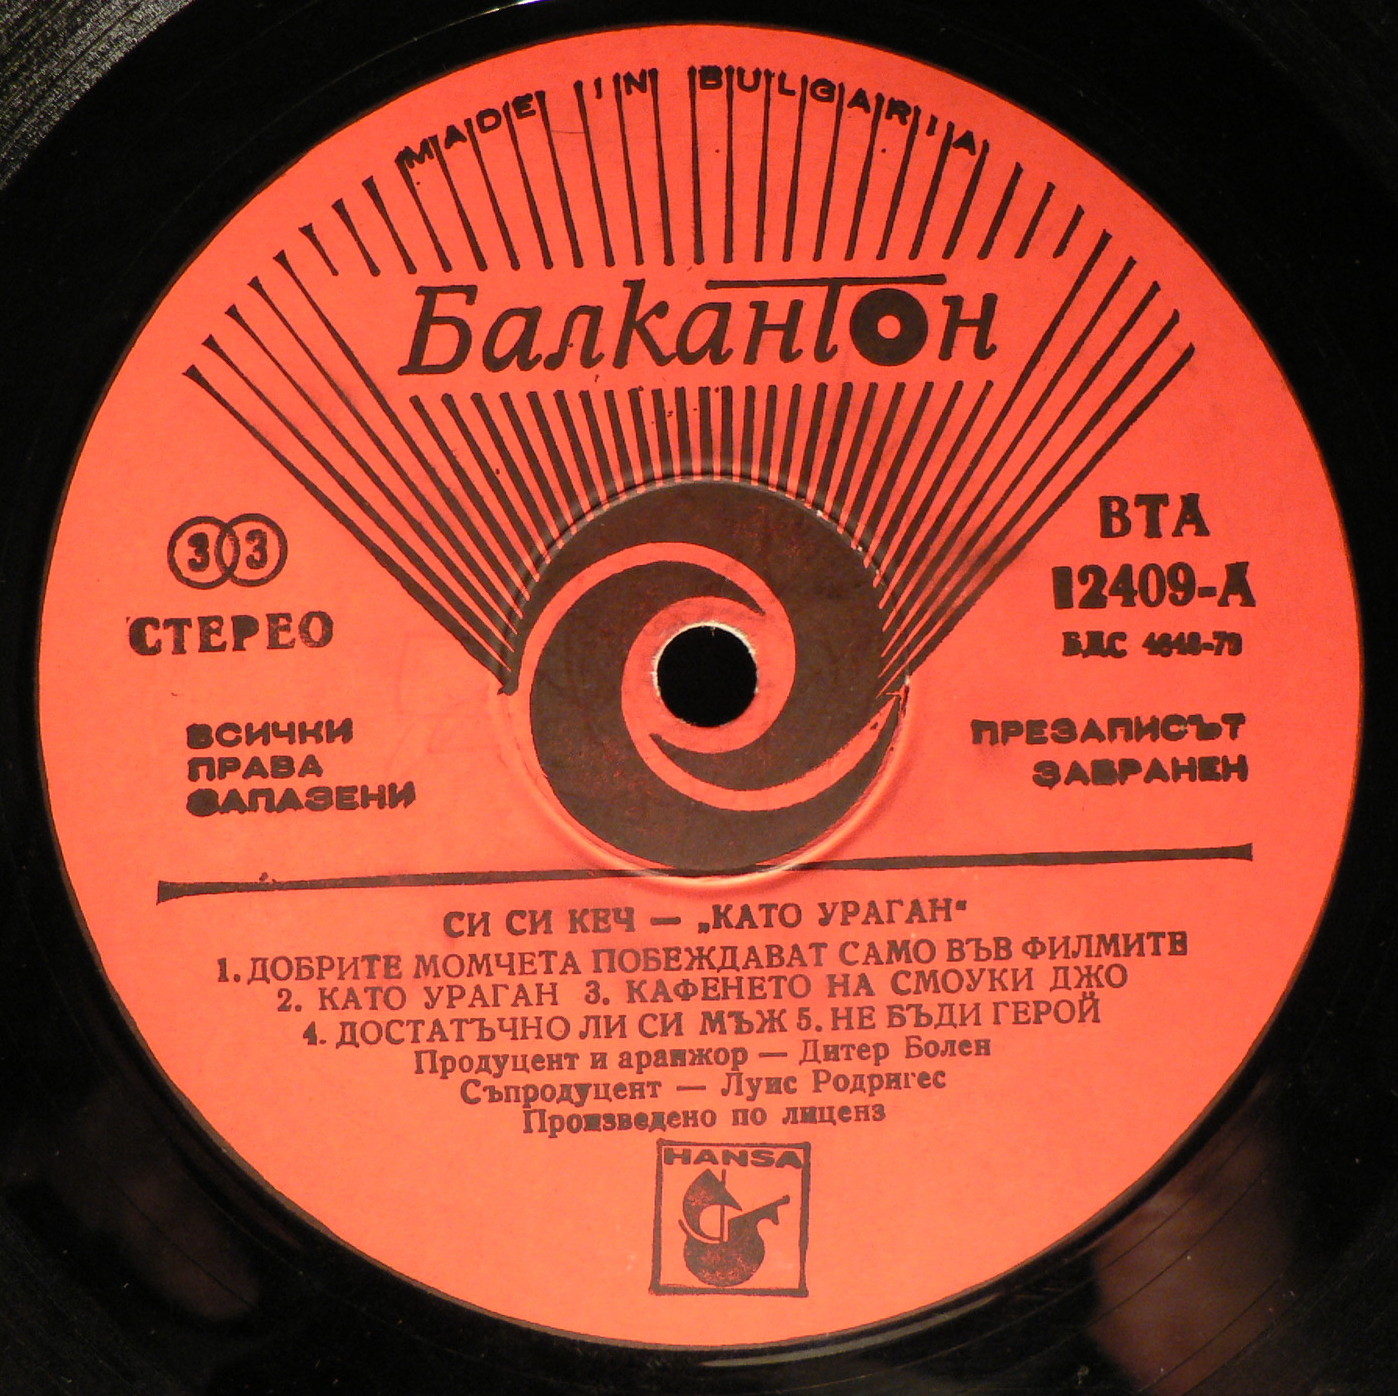 MADE IN BULGARIA
Балкантон
33
СТЕРЕО
ВТА
12409-А
БДС 4648-79
ВСИЧКИ
ПРАВА
ЗАПАЗЕНИ
ПРЕЗАПИСЪТ
ЗАБРАНЕН
СИ СИ КЕЧ — „КАТО УРАГАН“
1. ДОБРИТЕ МОМЧЕТА ПОБЕЖДАВАТ САМО ВЪВ ФИЛМИТЕ
2. КАТО УРАГАН 3. КАФЕНЕТО НА СМОУКИ ДЖО
4. ДОСТАТЪЧНО ЛИ СИ МЪЖ 5. НЕ БЪДИ ГЕРОЙ
Продуцент и аранжор — Дитер Болен
Съпродуцент — Луис Родригес
Произведено по лиценз
HANSA